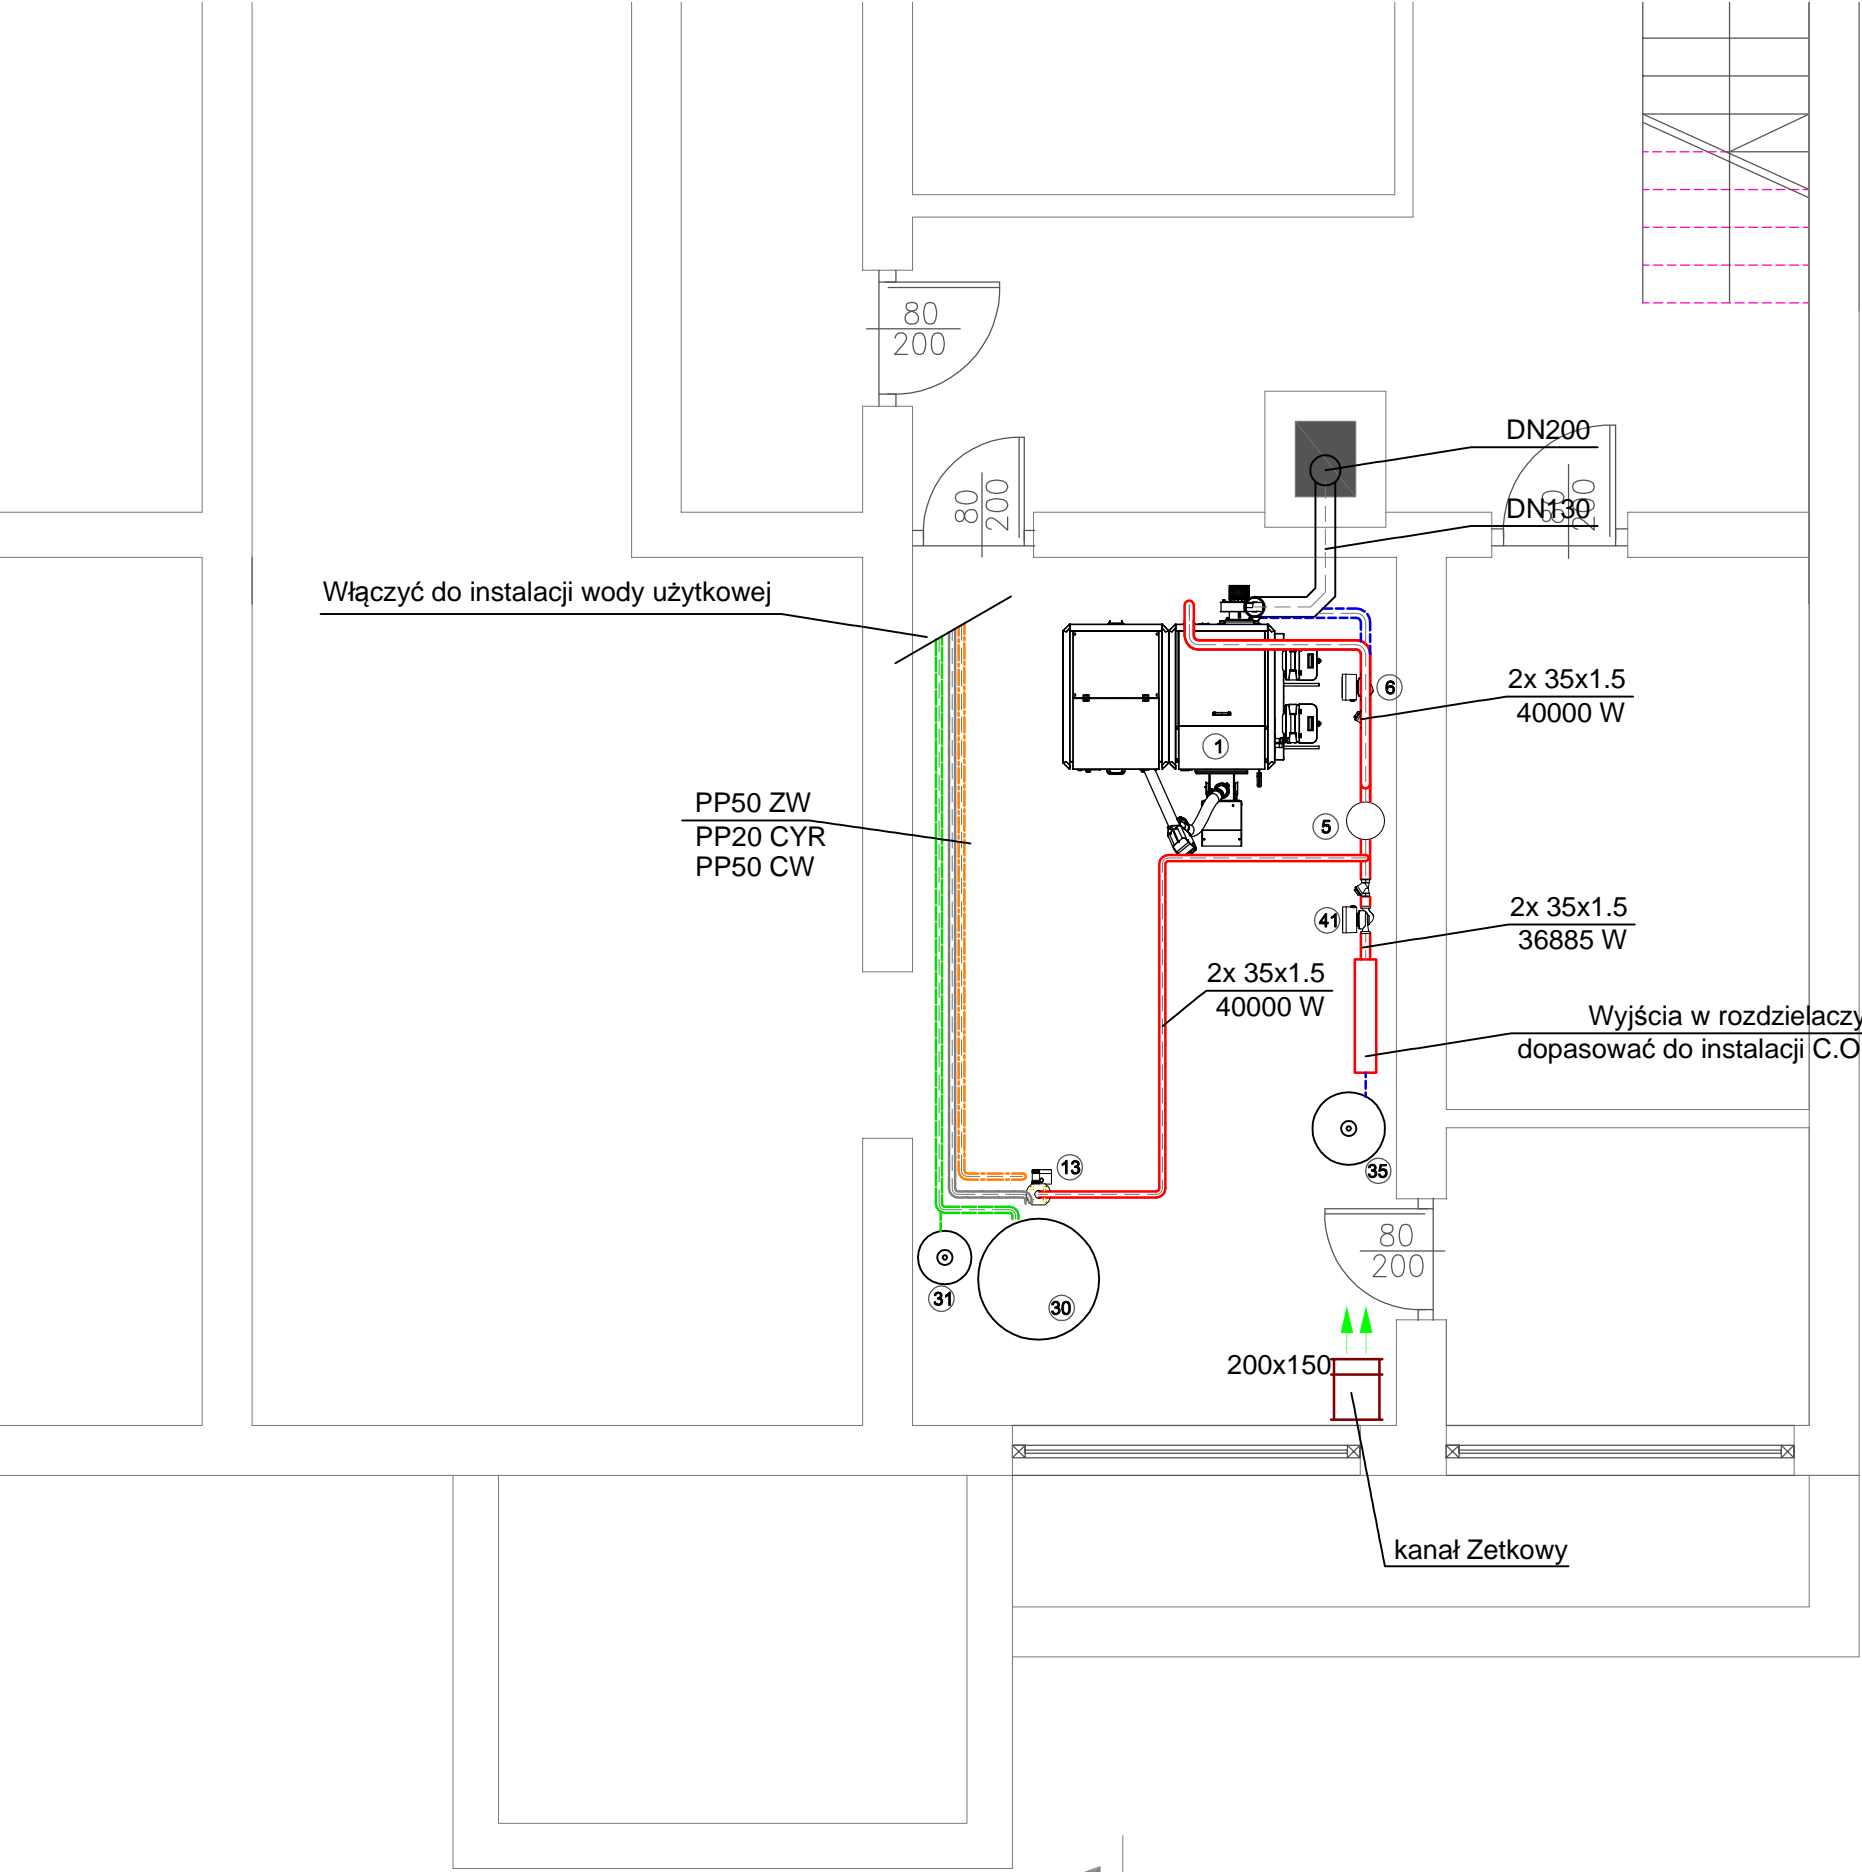 80
200
DN200
80
200
DN130
80
200
Włączyć do instalacji wody użytkowej
6
2x 35x1.5
40000 W
1
PP50 ZW
PP20 CYR
PP50 CW
5
41
2x 35x1.5
36885 W
2x 35x1.5
40000 W
Wyjścia w rozdzielaczy
dopasować do instalacji C.O
13
35
80
200
31
30
200x150
kanał Zetkowy